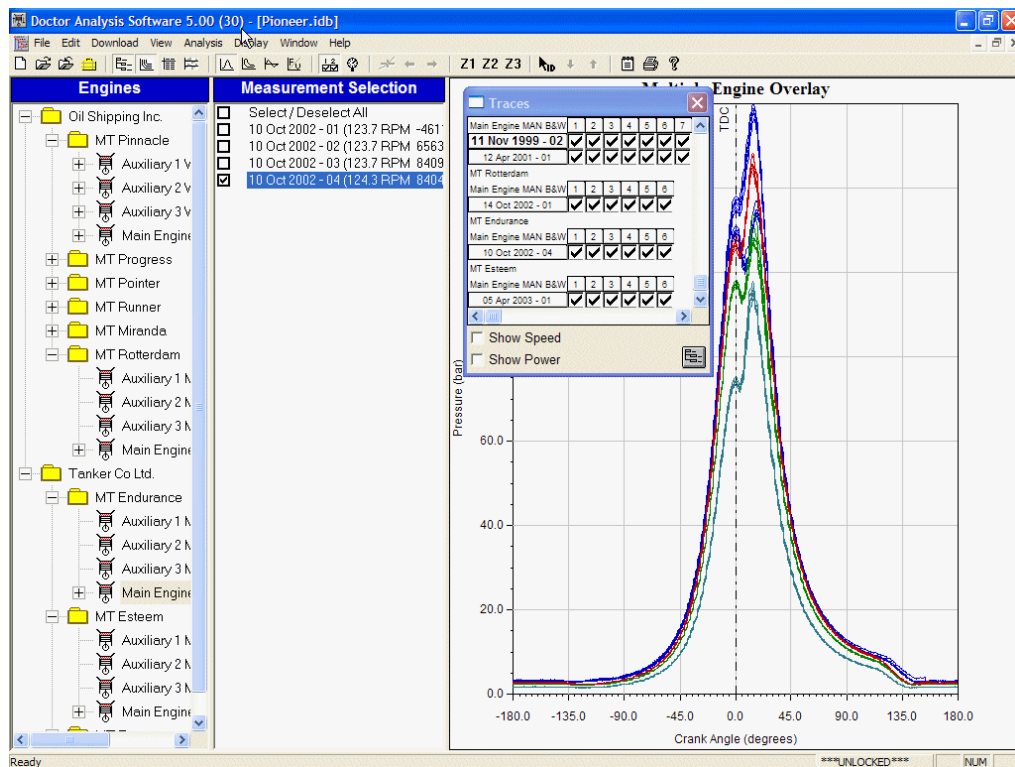 Doctor Analysis Software 5.00 (30) - [Pioneer.idb]
File Edit Download View Analysis Display Window Help
Z1 Z2 Z3 ID
Engines
Oil Shipping Inc.
MT Pinnacle
Auxiliary 1 V
Auxiliary 2 V
Auxiliary 3 V
Main Engine
MT Progress
MT Pointer
MT Runner
MT Miranda
MT Rotterdam
Auxiliary 1 M
Auxiliary 2 M
Auxiliary 3 M
Main Engine
Tanker Co Ltd.
MT Endurance
Auxiliary 1 M
Auxiliary 2 M
Auxiliary 3 M
Main Engine
MT Esteem
Auxiliary 1 M
Auxiliary 2 M
Auxiliary 3 M
Main Engine
Measurement Selection
Select / Deselect All
10 Oct 2002 - 01 (123.7 RPM -461
10 Oct 2002 - 02 (123.7 RPM 6563
10 Oct 2002 - 03 (123.7 RPM 8409
10 Oct 2002 - 04 (124.3 RPM 8404
Engine Overlay
Traces
Main Engine MAN B&W 1 2 3 4 5 6 7
11 Nov 1999 - 02
12 Apr 2001 - 01
MT Rotterdam
Main Engine MAN B&W 1 2 3 4 5 6
14 Oct 2002 - 01
MT Endurance
Main Engine MAN B&W 1 2 3 4 5 6
10 Oct 2002 - 04
MT Esteem
Main Engine MAN B&W 1 2 3 4 5 6
05 Apr 2003 - 01
Show Speed
Show Power
TDC
Pressure (bar)
60.0
40.0
20.0
0.0
-180.0 -135.0 -90.0 -45.0 0.0 45.0 90.0 135.0 180.0
Crank Angle (degrees)
Ready
***UNLOCKED***
NUM